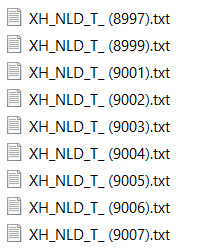 XH_NLD_T_ (8997).txt
XH_NLD_T_ (8999).txt
XH_NLD_T_ (9001).txt
XH_NLD_T_ (9002).txt
XH_NLD_T_ (9003).txt
XH_NLD_T_ (9004).txt
XH_NLD_T_ (9005).txt
XH_NLD_T_ (9006).txt
XH_NLD_T_ (9007).txt